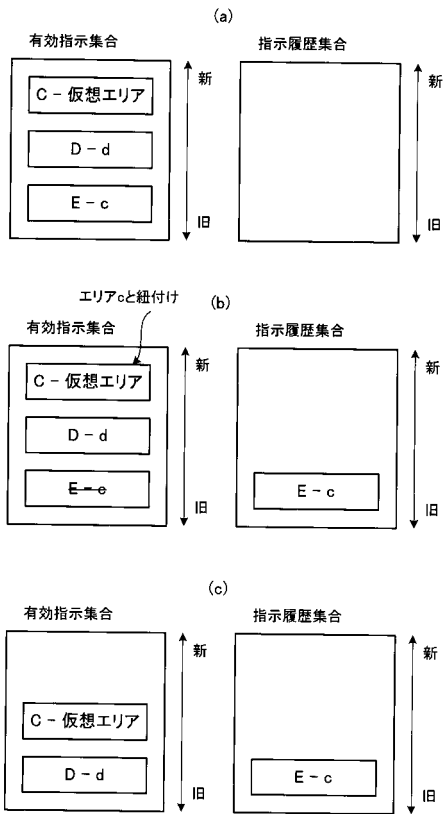 (a)
有効指示集合
指示履歴集合
C－仮想エリア
D－d
E－c
新
旧
新
旧
エリアcと紐付け
(b)
有効指示集合
指示履歴集合
C－仮想エリア
D－d
E－c
新
旧
E－c
新
旧
(c)
有効指示集合
指示履歴集合
C－仮想エリア
D－d
新
旧
E－c
新
旧